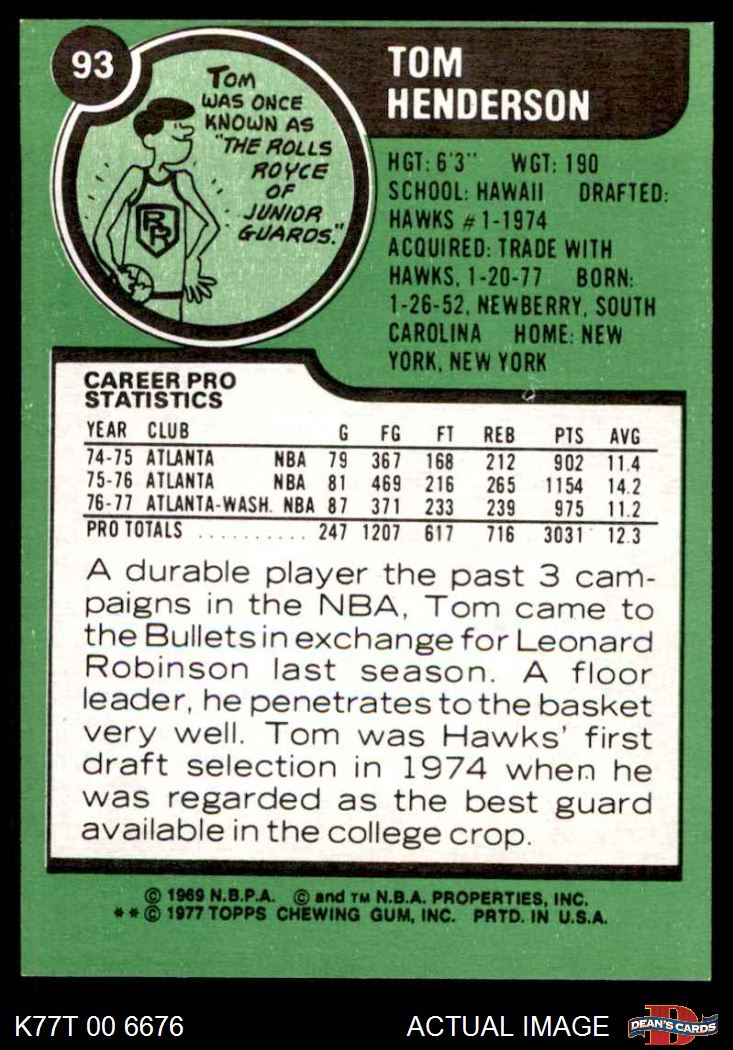 93
TOM
WAS ONCE
KNOWN AS
"THE ROLLS
ROYCE
OF
JUNIOR
GUARDS."
RR
TOM
HENDERSON
HGT: 6'3" WGT: 190
SCHOOL: HAWAII DRAFTED:
HAWKS #1-1974
ACQUIRED: TRADE WITH
HAWKS, 1-20-77 BORN:
1-26-52, NEWBERRY, SOUTH
CAROLINA HOME: NEW
YORK, NEW YORK
CAREER PRO
STATISTICS
YEAR CLUB G FG FT REB PTS AVG
74-75 ATLANTA NBA 79 367 168 212 902 11.4
75-76 ATLANTA NBA 81 469 216 265 1154 14.2
76-77 ATLANTA-WASH. NBA 87 371 233 239 975 11.2
PRO TOTALS .......... 247 1207 617 716 3031 12.3
A durable player the past 3 cam-
paigns in the NBA, Tom came to
the Bullets in exchange for Leonard
Robinson last season. A floor
leader, he penetrates to the basket
very well. Tom was Hawks' first
draft selection in 1974 when he
was regarded as the best guard
available in the college crop.
© 1969 N.B.P.A. © and TM N.B.A. PROPERTIES, INC.
**© 1977 TOPPS CHEWING GUM, INC. PRTD. IN U.S.A.
K77T 00 6676 ACTUAL IMAGE
D
DEAN'S CARDS